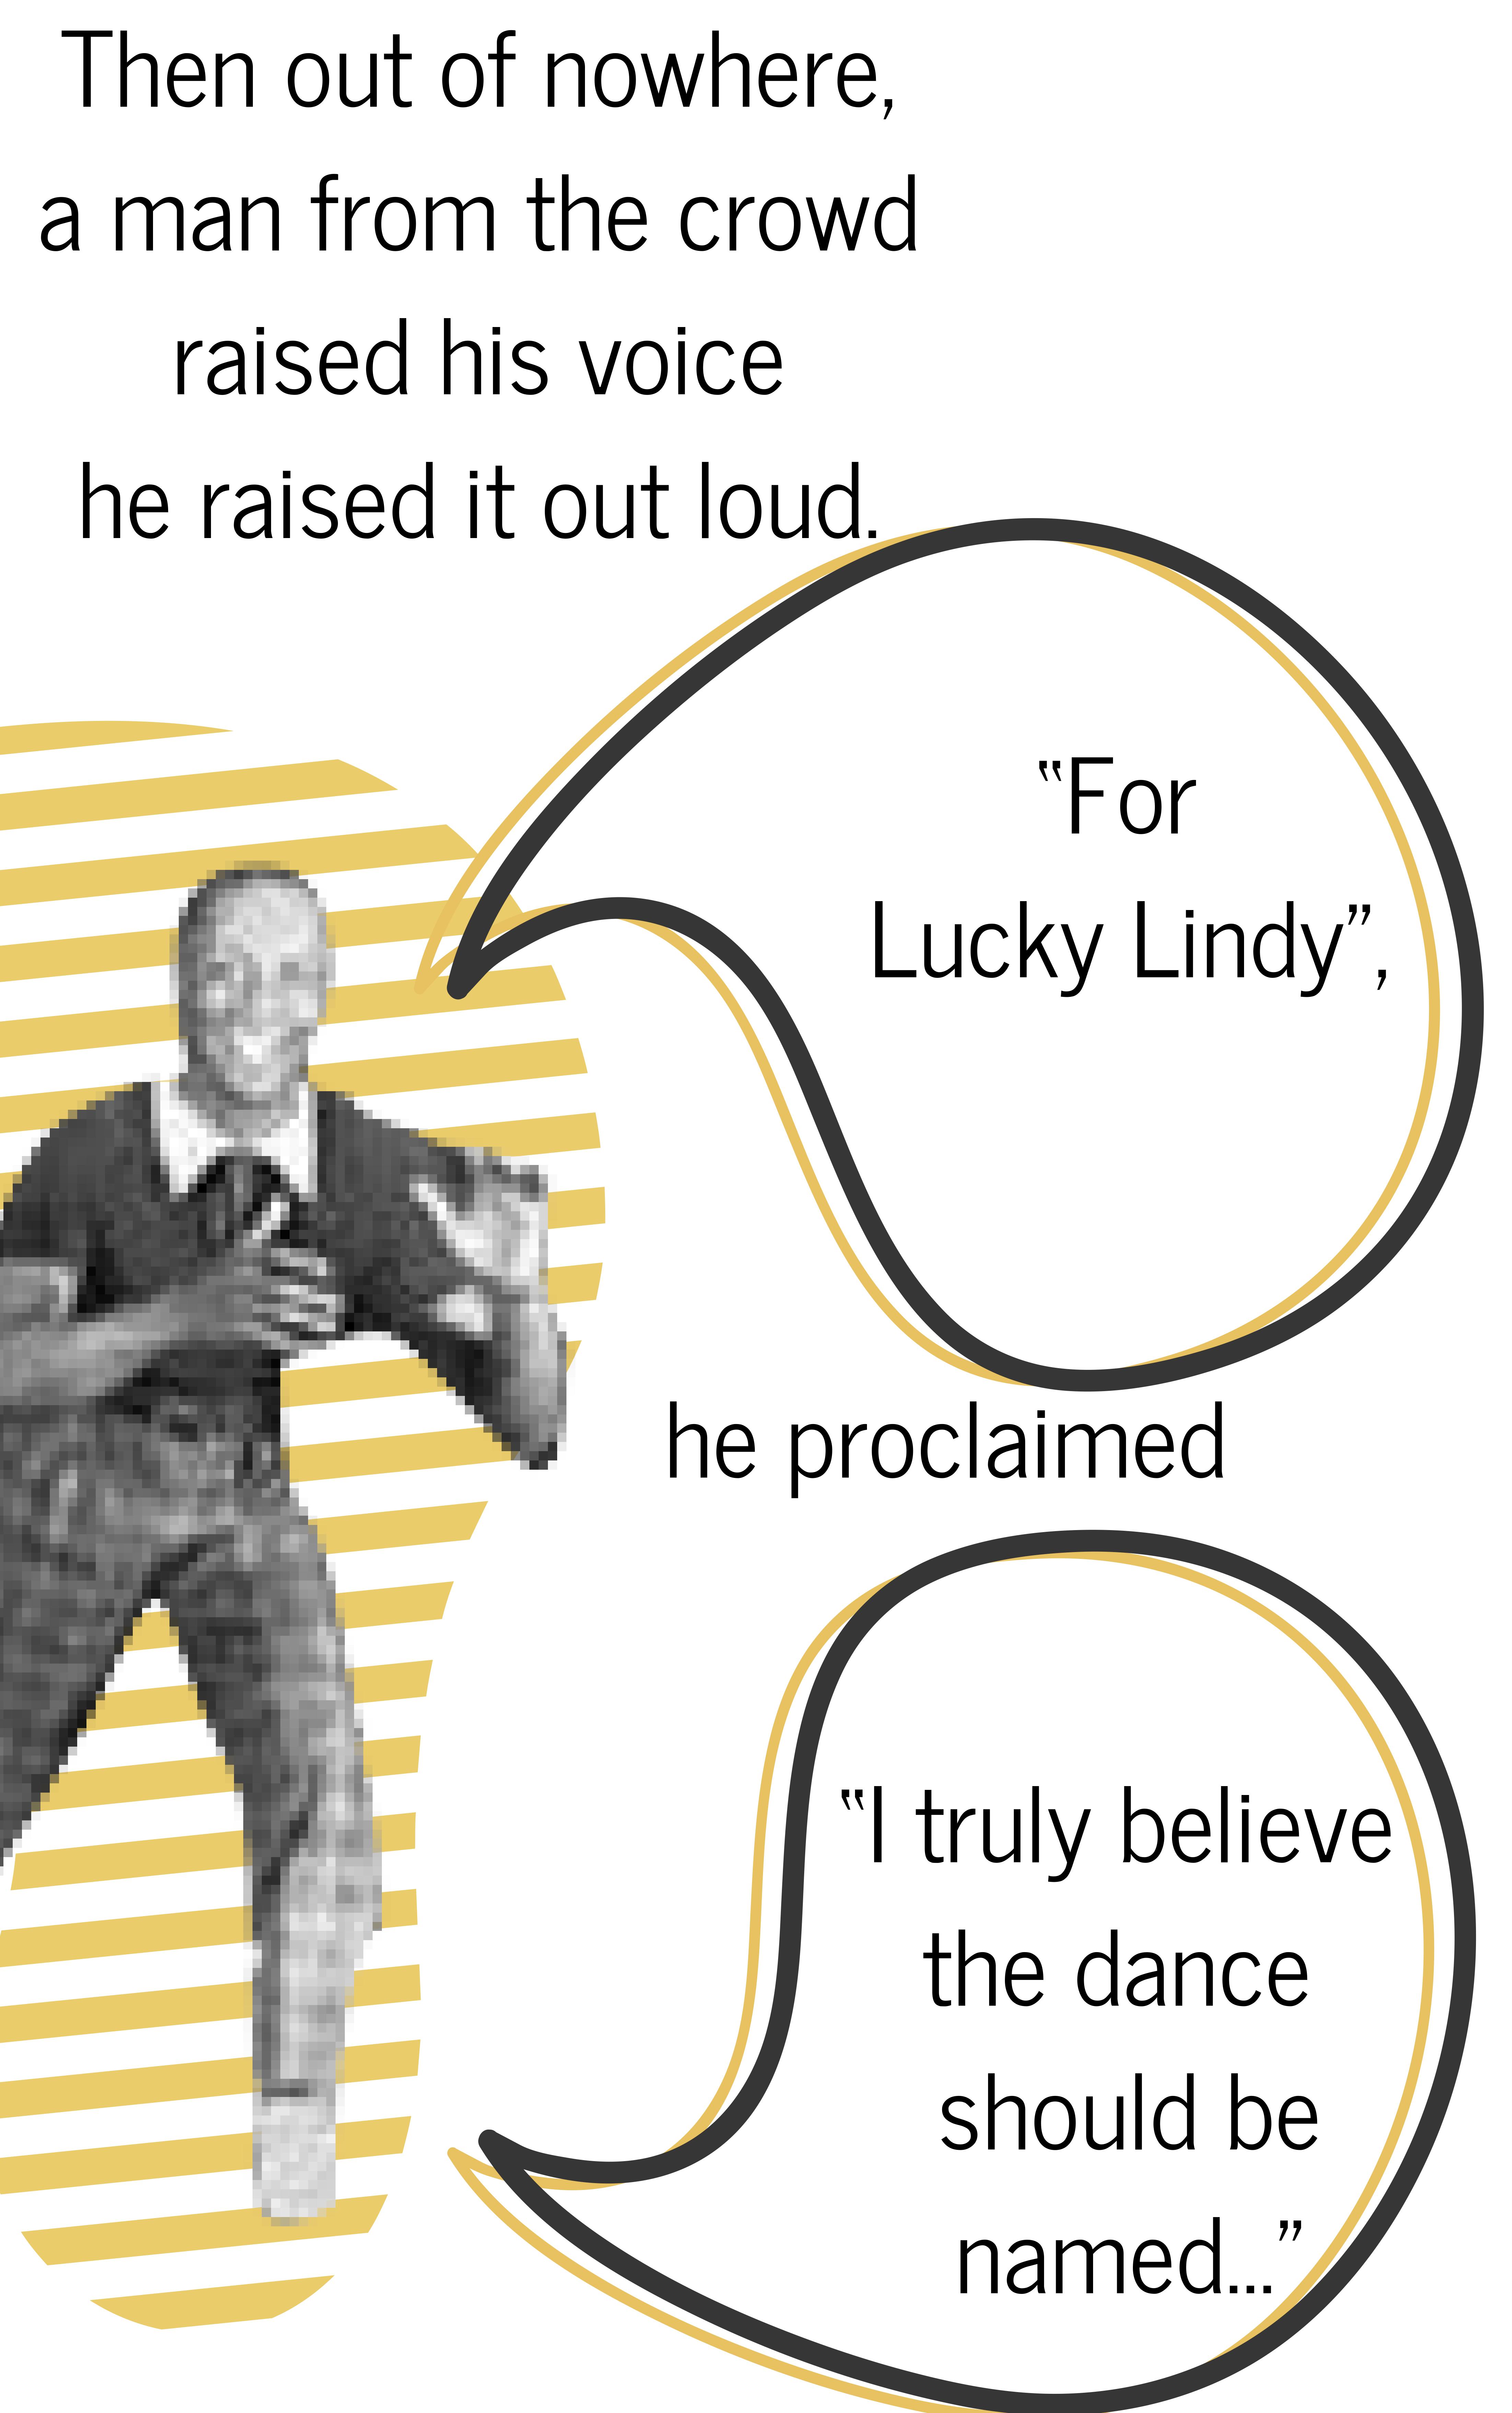 Then out of nowhere,
a man from the crowd
raised his voice
he raised it out loud.
“For
Lucky Lindy”,
he proclaimed
“I truly believe
the dance
should be
named...”